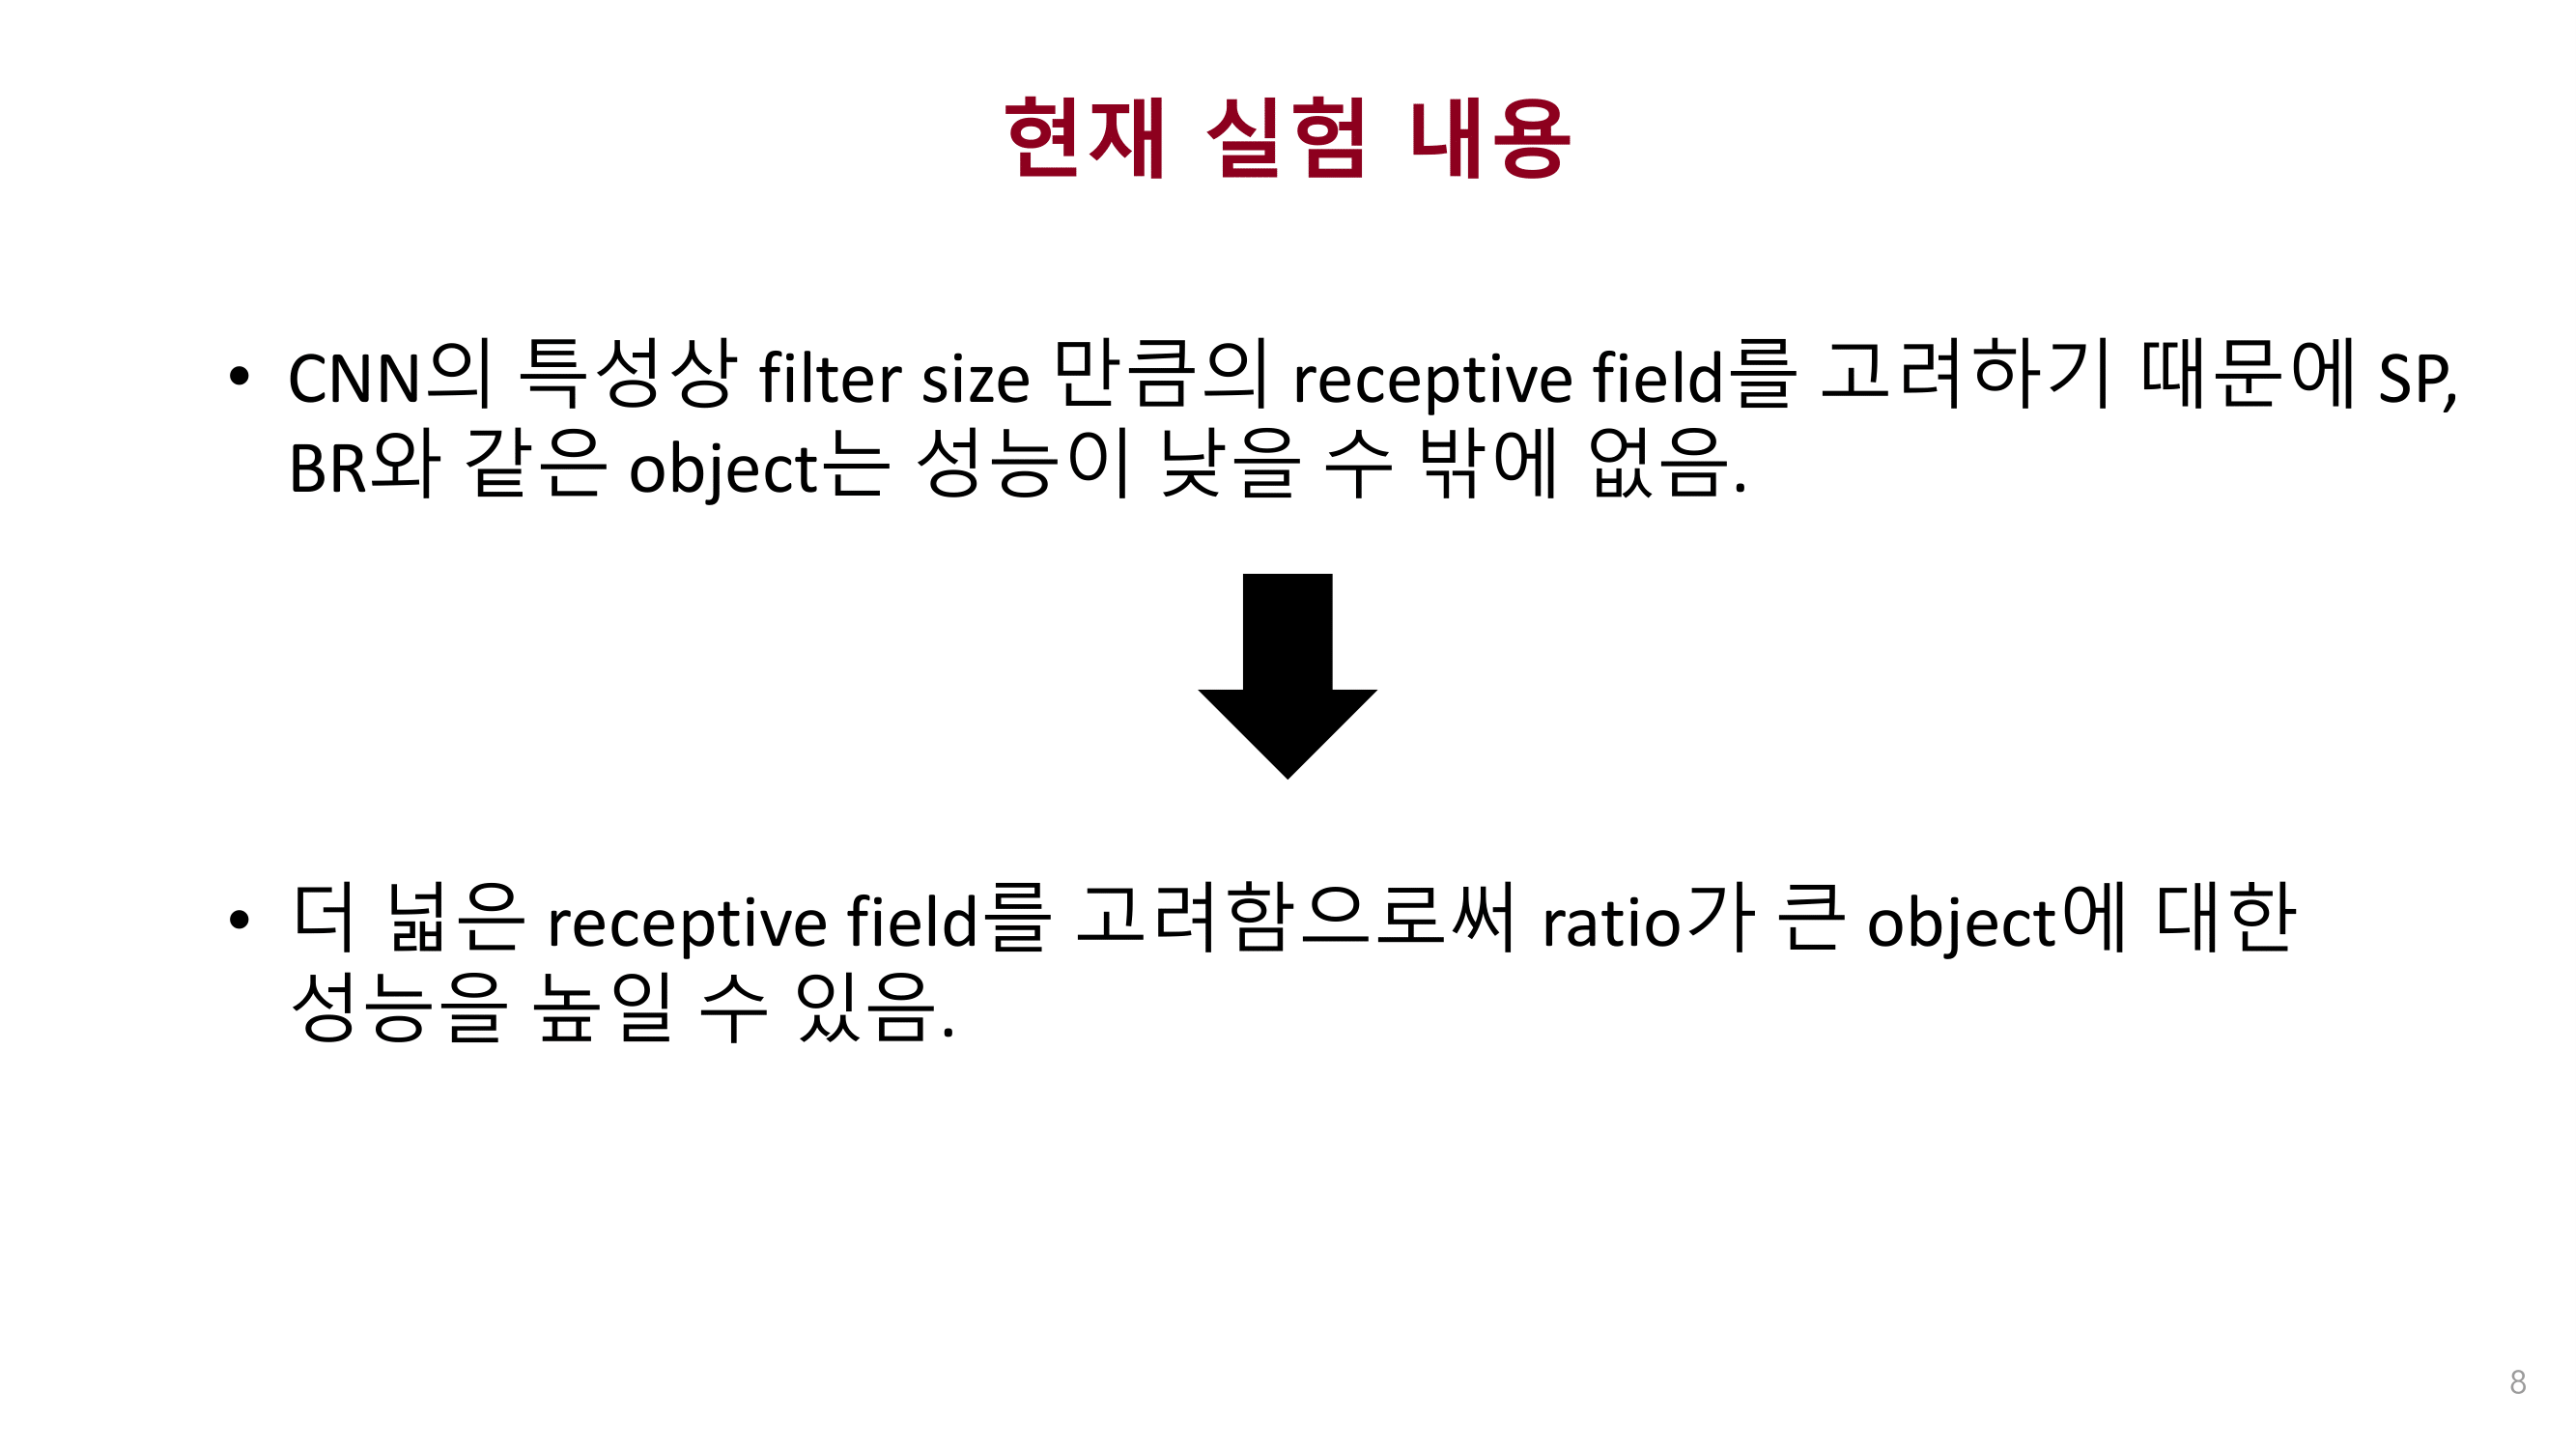 현재 실험 내용
• CNN의 특성상 filter size 만큼의 receptive field를 고려하기 때문에 SP,
BR와 같은 object는 성능이 낮을 수 밖에 없음.
• 더 넓은 receptive field를 고려함으로써 ratio가 큰 object에 대한
성능을 높일 수 있음.
8